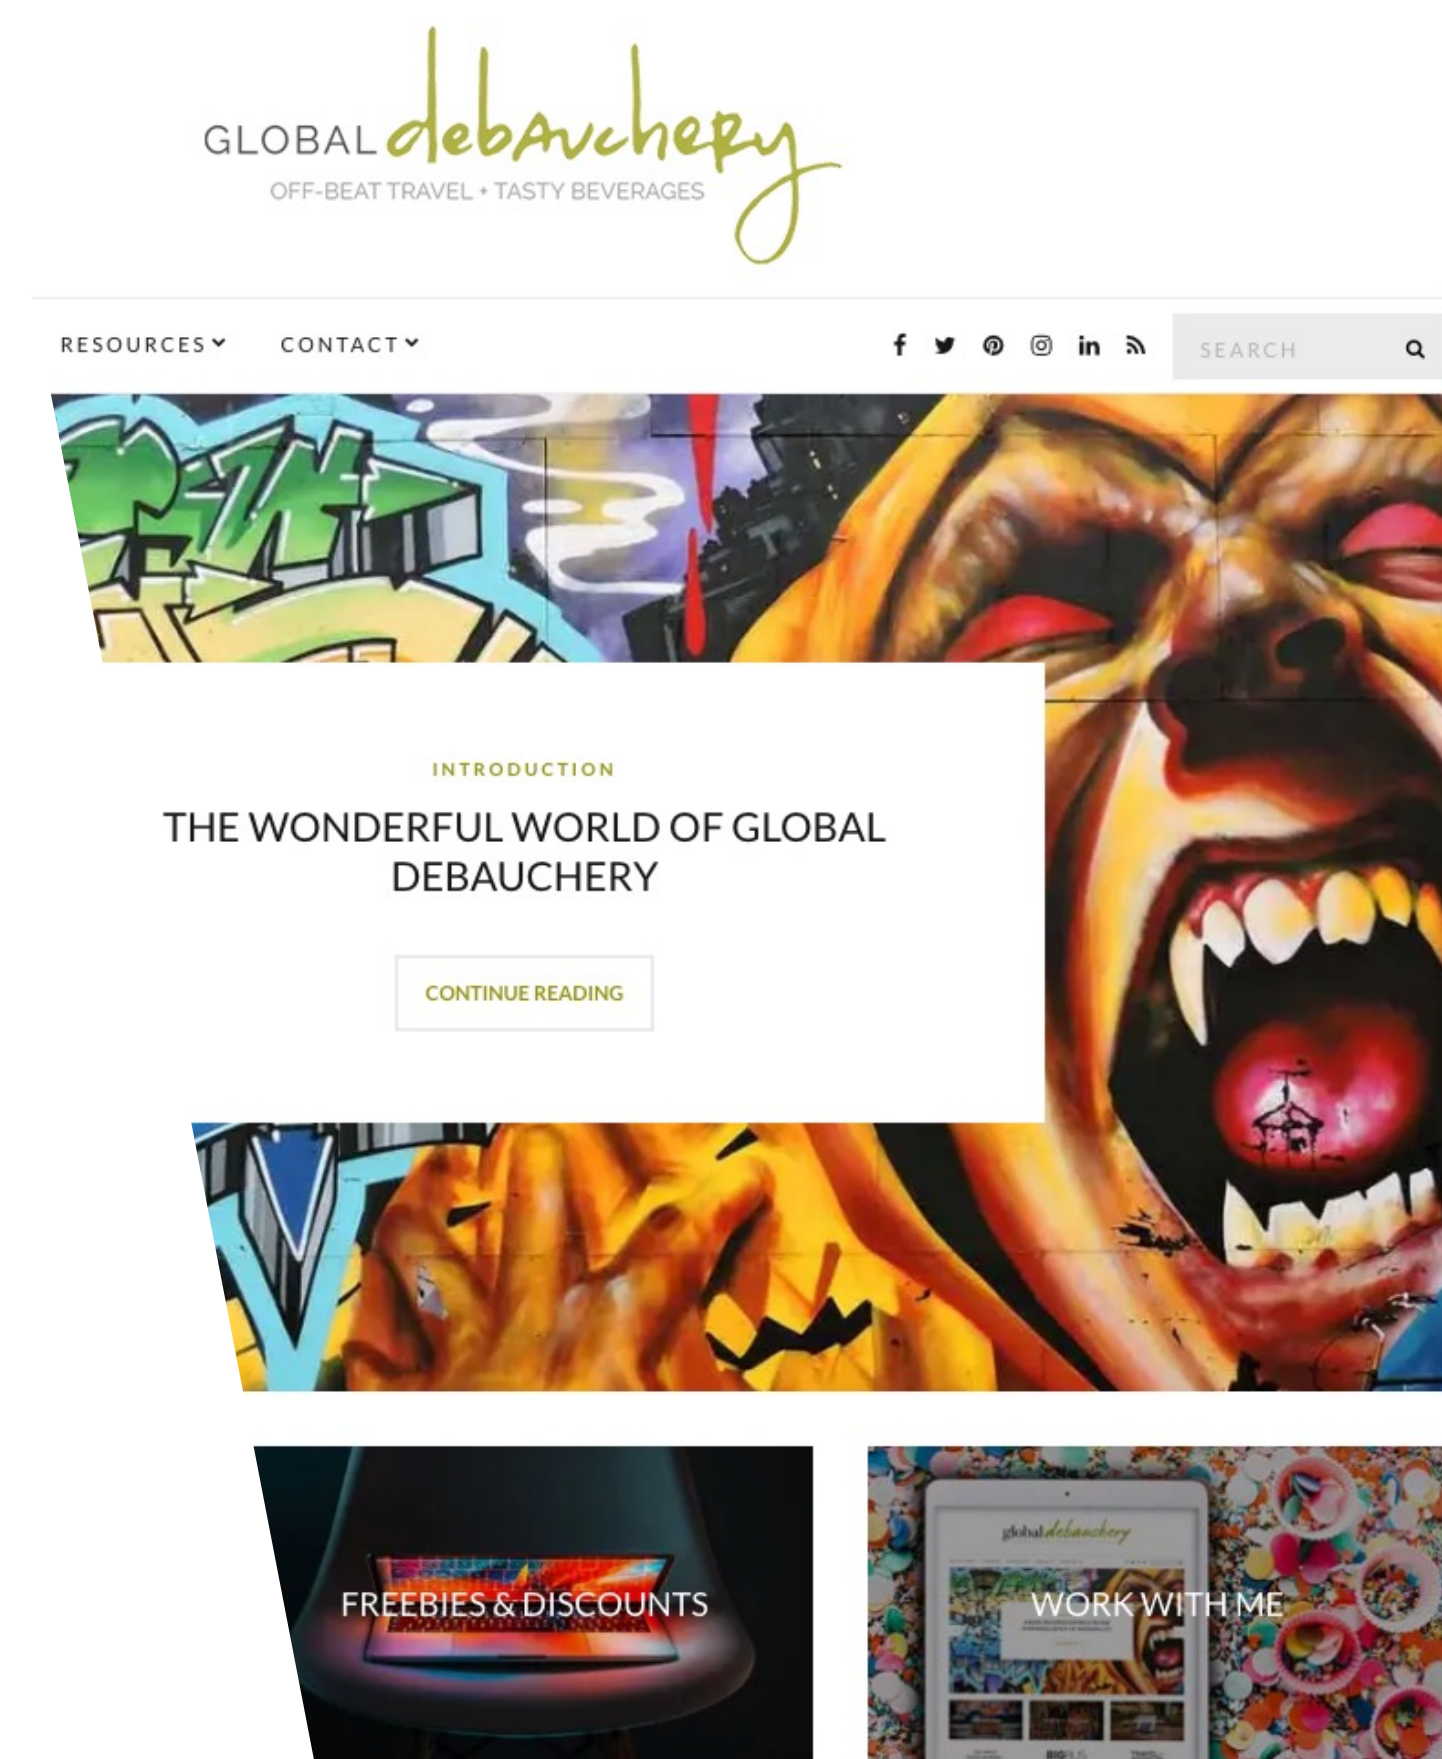 GLOBAL debauchery
OFF-BEAT TRAVEL + TASTY BEVERAGES
RESOURCES
CONTACT
SEARCH
INTRODUCTION
THE WONDERFUL WORLD OF GLOBAL
DEBAUCHERY
CONTINUE READING
FREEBIES & DISCOUNTS
global debauchery
WORK WITH ME